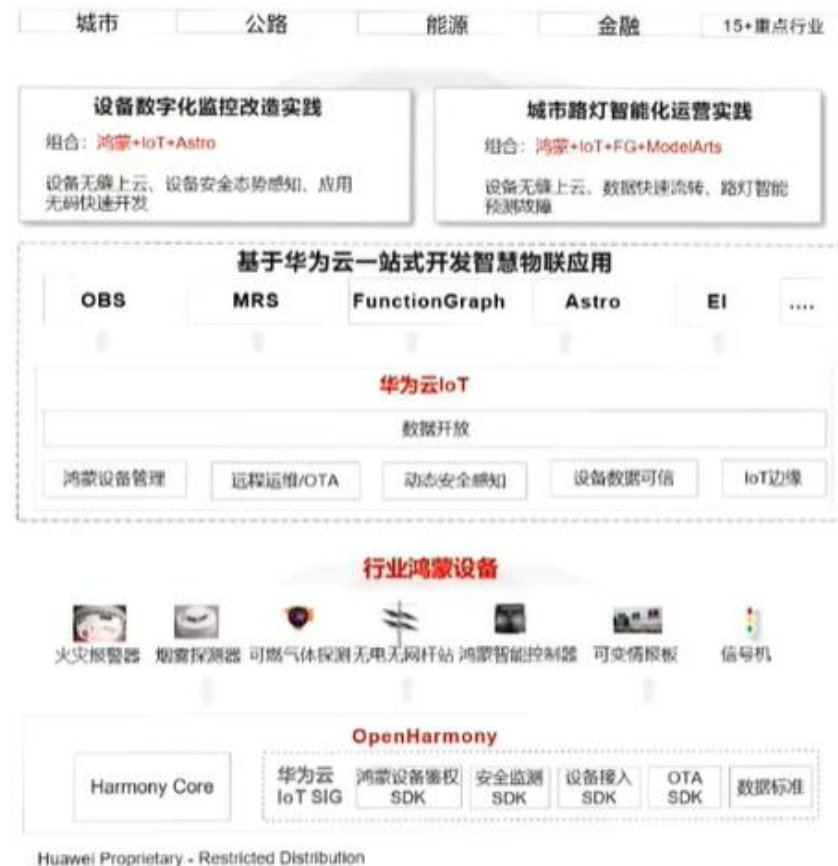 城市 公路 能源 金融 15+重点行业
设备数字化监控改造实践
组合：鸿蒙+IoT+Astro
设备无缝上云、设备安全态势感知、应用
无码快速开发
城市路灯智能化运营实践
组合：鸿蒙+IoT+FG+ModelArts
设备无缝上云、数据快速流转、路灯智能
预测故障
基于华为云一站式开发智慧物联应用
OBS MRS FunctionGraph Astro EI ....
华为云IoT
数据开放
鸿蒙设备管理 远程运维/OTA 动态安全感知 设备数据可信 IoT边缘
行业鸿蒙设备
火灾报警器 烟雾探测器 可燃气体探测 无电无网杆站 鸿蒙智能控制器 可变情报板 信号机
OpenHarmony
Harmony Core
华为云
IoT SIG
鸿蒙设备鉴权
SDK
安全监测
SDK
设备接入
SDK
OTA
SDK
数据标准
Huawei Proprietary - Restricted Distribution